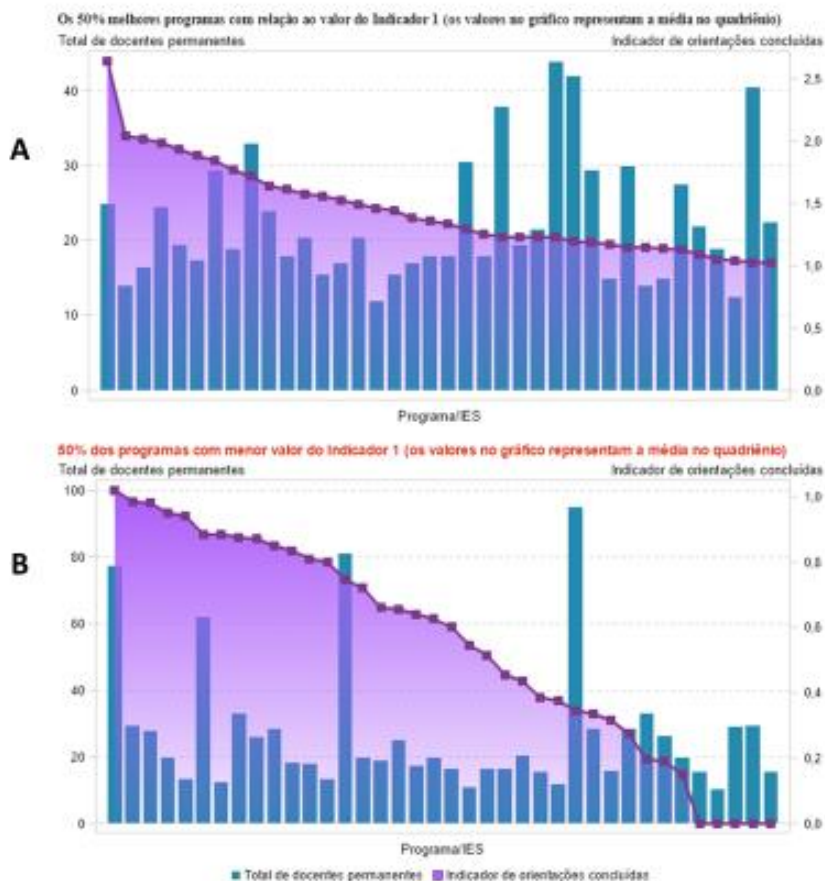 Os 50% melhores programas com relação ao valor do Indicador 1 (os valores no gráfico representam a média no quadriênio)
Total de docentes permanentes Indicador de orientações concluídas
A
40
30
20
10
0
2,5
2,0
1,5
1,0
0,5
0,0
Programa/IES
50% dos programas com menor valor do Indicador 1 (os valores no gráfico representam a média no quadriênio)
Total de docentes permanentes Indicador de orientações concluídas
B
100
80
60
40
20
0
1,0
0,8
0,6
0,4
0,2
0,0
Programa/IES
Total de docentes permanentes Indicador de orientações concluídas